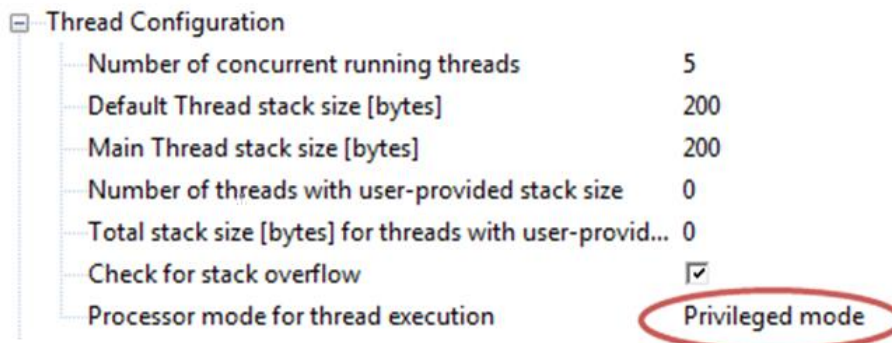 Thread Configuration
Number of concurrent running threads 5
Default Thread stack size [bytes] 200
Main Thread stack size [bytes] 200
Number of threads with user-provided stack size 0
Total stack size [bytes] for threads with user-provid... 0
Check for stack overflow
Processor mode for thread execution Privileged mode